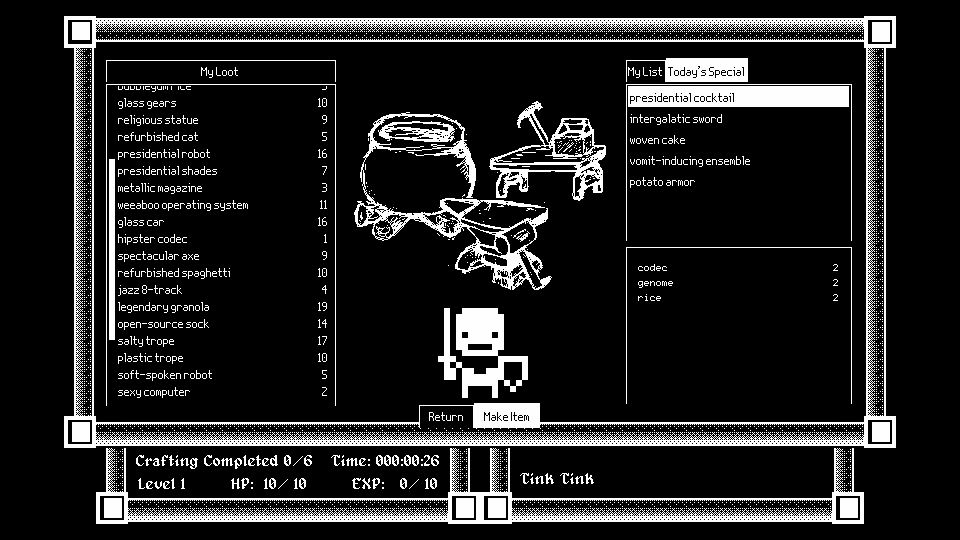 My Loot
bubblegum rice 5
glass gears 10
religious statue 9
refurbished cat 5
presidential robot 16
presidential shades 7
metallic magazine 3
weeaboo operating system 11
glass car 16
hipster codec 1
spectacular axe 9
refurbished spaghetti 10
jazz 8-track 4
legendary granola 19
open-source sock 14
salty trope 17
plastic trope 10
soft-spoken robot 5
sexy computer 2
My List Today's Special
presidential cocktail
intergalatic sword
woven cake
vomit-inducing ensemble
potato armor
codec 2
genome 2
rice 2
Return Make Item
Crafting Completed 0/6 Time: 000:00:26
Level 1 HP: 10/ 10 EXP: 0/ 10
Tink Tink